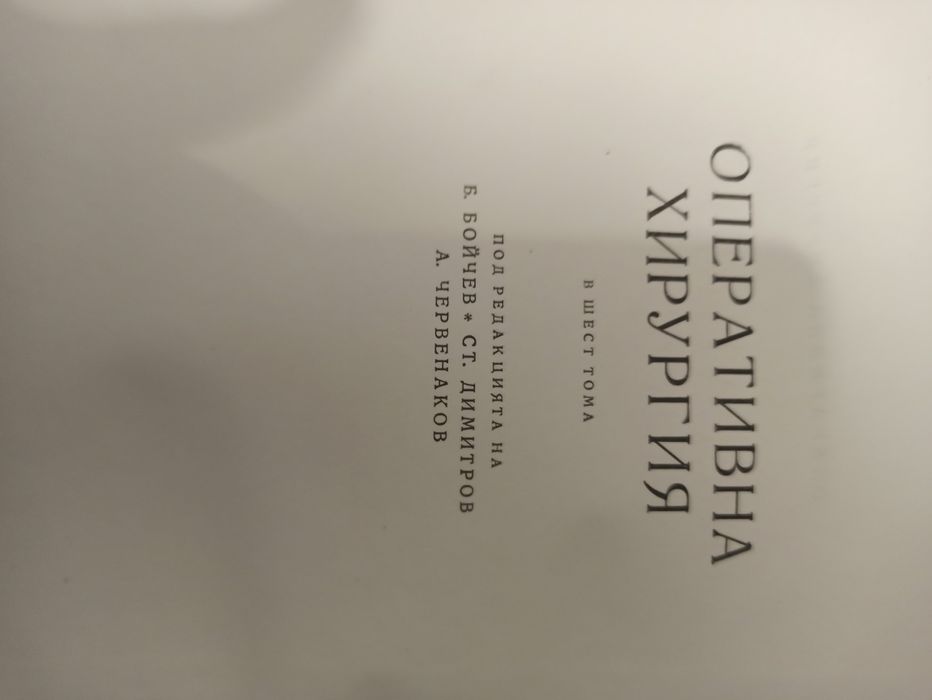 ОПЕРАТИВНА
ХИРУРГИЯ
В ШЕСТ ТОМА
ПОД РЕДАКЦИЯТА НА
Б. БОЙЧЕВ * СТ. ДИМИТРОВ
А. ЧЕРВЕНАКОВ